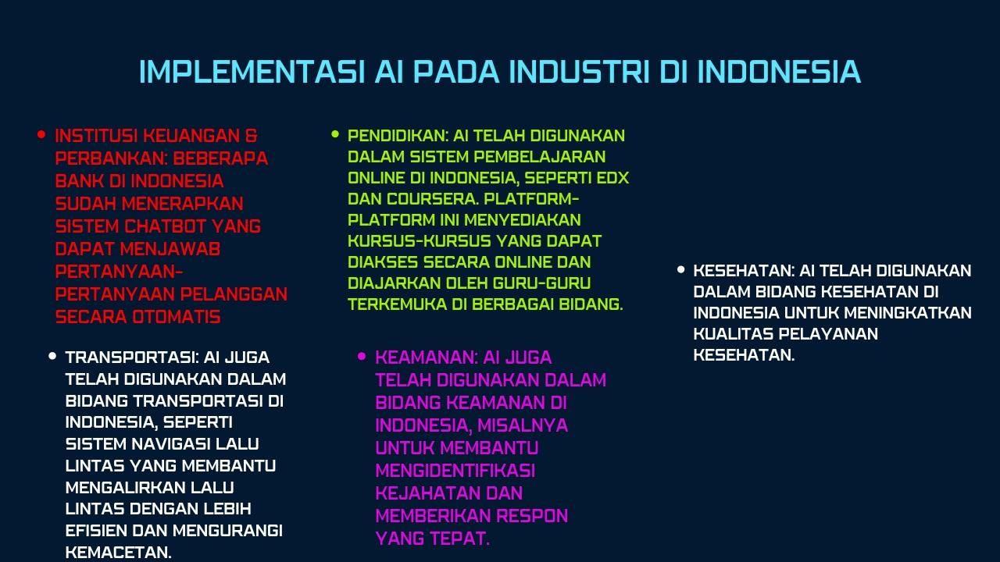 IMPLEMENTASI AI PADA INDUSTRI DI INDONESIA
• INSTITUSI KEUANGAN &
PERBANKAN: BEBERAPA
BANK DI INDONESIA
SUDAH MENERAPKAN
SISTEM CHATBOT YANG
DAPAT MENJAWAB
PERTANYAAN-
PERTANYAAN PELANGGAN
SECARA OTOMATIS
• TRANSPORTASI: AI JUGA
TELAH DIGUNAKAN DALAM
BIDANG TRANSPORTASI DI
INDONESIA, SEPERTI
SISTEM NAVIGASI LALU
LINTAS YANG MEMBANTU
MENGALIRKAN LALU
LINTAS DENGAN LEBIH
EFISIEN DAN MENGURANGI
KEMACETAN.
• PENDIDIKAN: AI TELAH DIGUNAKAN
DALAM SISTEM PEMBELAJARAN
ONLINE DI INDONESIA, SEPERTI EDX
DAN COURSERA. PLATFORM-
PLATFORM INI MENYEDIAKAN
KURSUS-KURSUS YANG DAPAT
DIAKSES SECARA ONLINE DAN
DIAJARKAN OLEH GURU-GURU
TERKEMUKA DI BERBAGAI BIDANG.
• KEAMANAN: AI JUGA
TELAH DIGUNAKAN DALAM
BIDANG KEAMANAN DI
INDONESIA, MISALNYA
UNTUK MEMBANTU
MENGIDENTIFIKASI
KEJAHATAN DAN
MEMBERIKAN RESPON
YANG TEPAT.
• KESEHATAN: AI TELAH DIGUNAKAN
DALAM BIDANG KESEHATAN DI
INDONESIA UNTUK MENINGKATKAN
KUALITAS PELAYANAN
KESEHATAN.